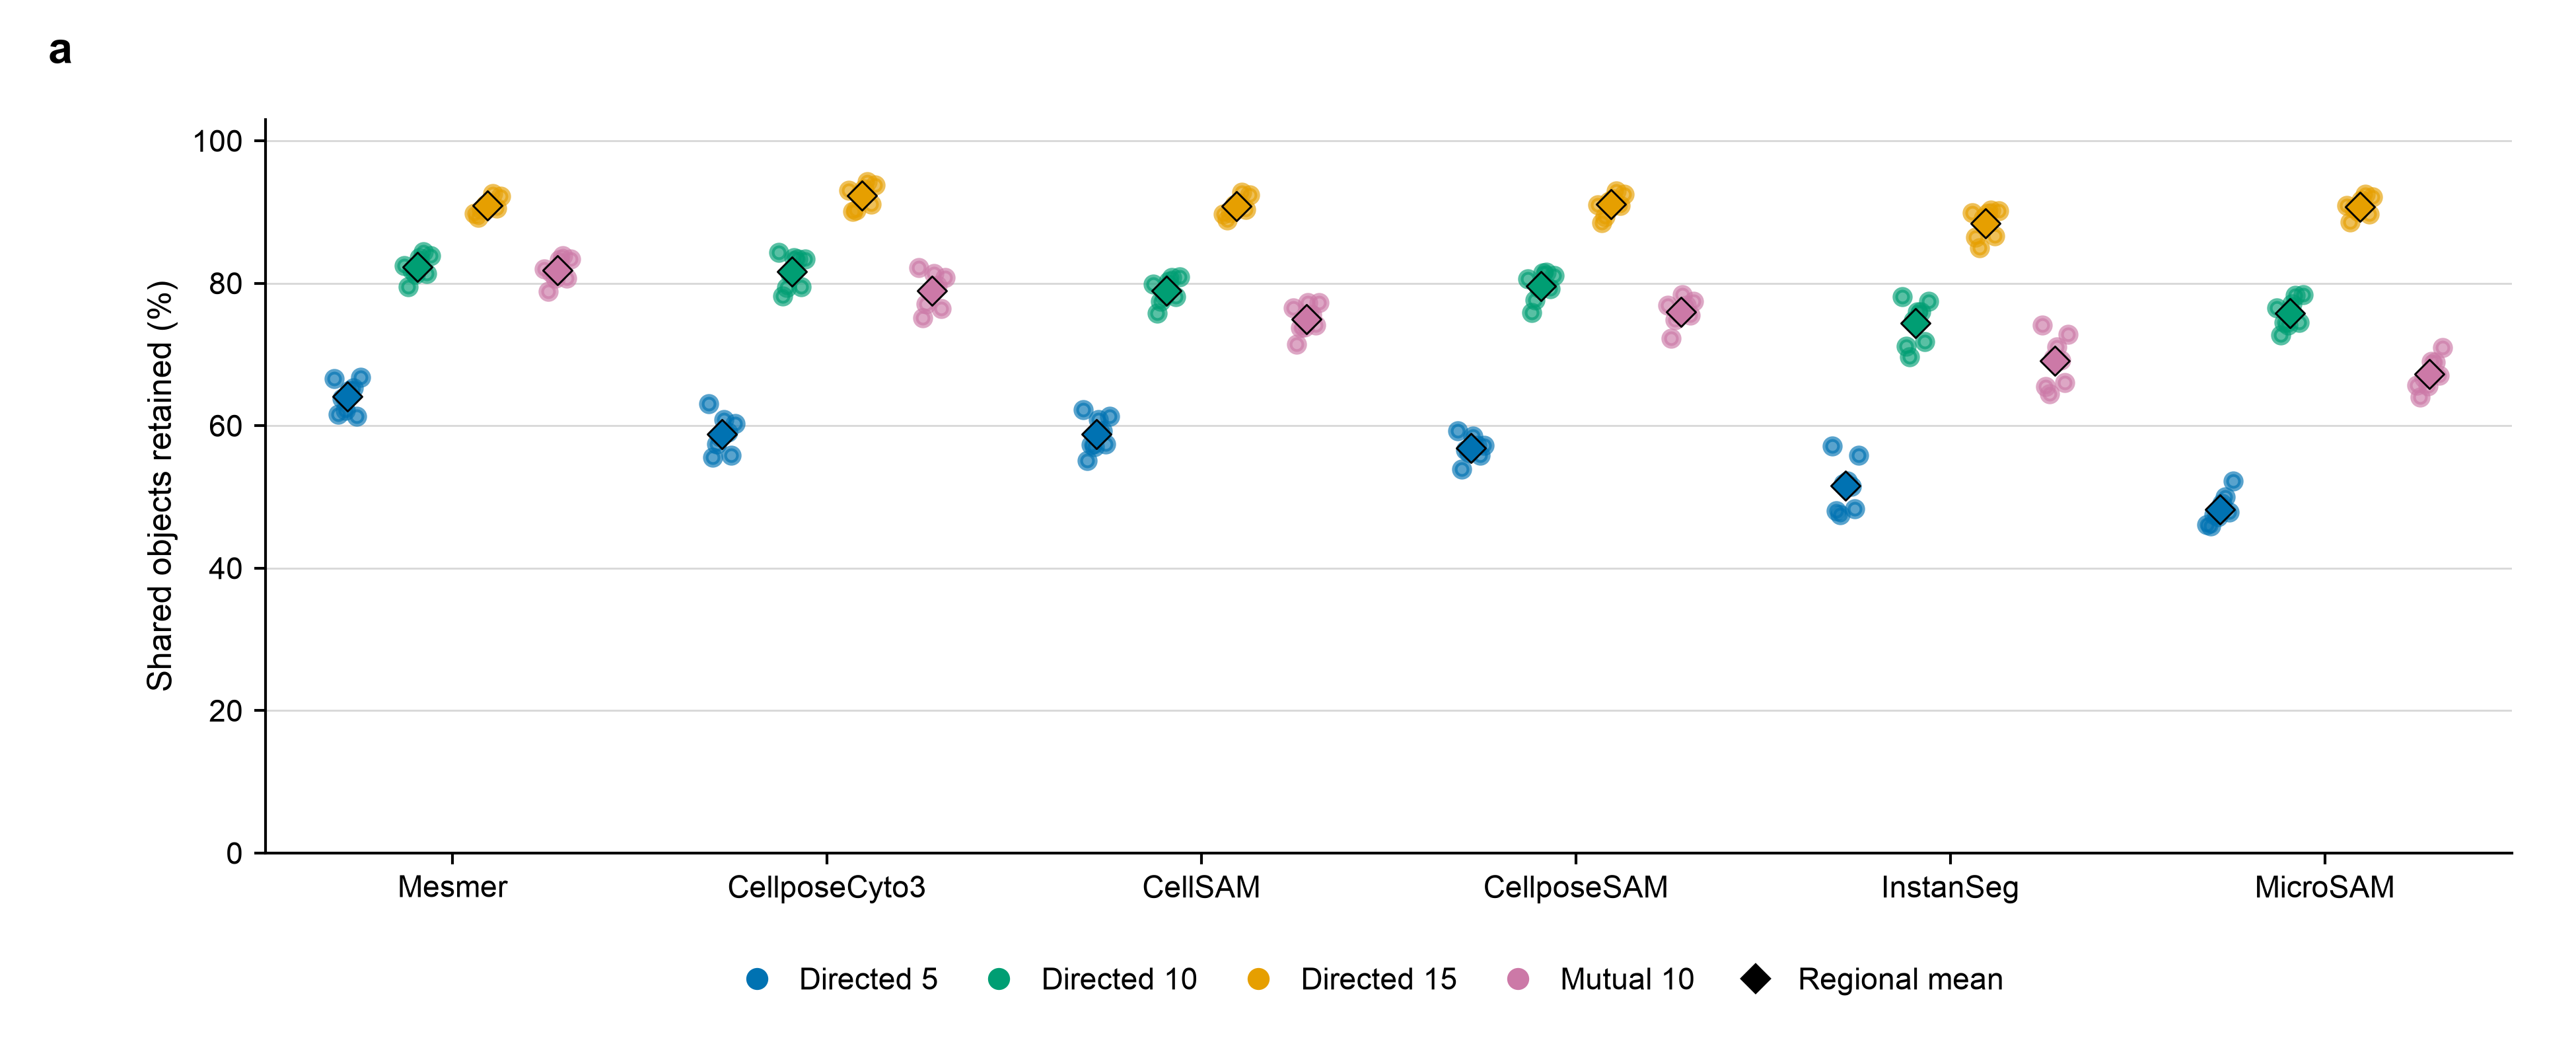 a
Shared objects retained (%)
100
80
60
40
20
0
Mesmer CellposeCyto3 CellSAM CellposeSAM InstanSeg MicroSAM
Directed 5 Directed 10 Directed 15 Mutual 10 Regional mean